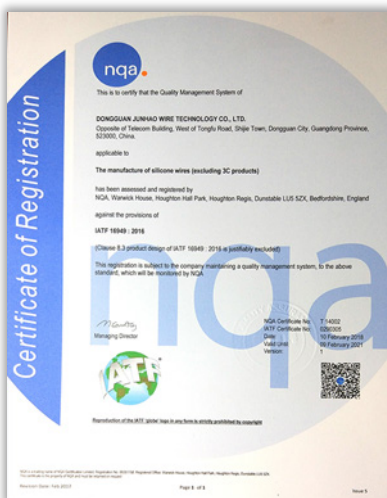 nqa.
Certificate of Registration
This is to certify that the Quality Management System of
DONGGUAN JUNHAO WIRE TECHNOLOGY CO., LTD.
Opposite of Telecom Building, West of Tongfu Road, Shijie Town, Dongguan City, Guangdong Province,
523000, China.
applicable to
The manufacture of silicone wires (excluding 3C products)
has been assessed and registered by
NQA, Warwick House, Houghton Hall Park, Houghton Regis, Dunstable LU5 5ZX, Bedfordshire, England
against the provisions of
IATF 16949 : 2016
(Clause 8.3 product design of IATF 16949 : 2016 is justifiably excluded)
This registration is subject to the company maintaining a quality management system, to the above
standard, which will be monitored by NQA
nqa
Managing Director
NQA Certificate No: T 14002
IATF Certificate No: 0290305
Date: 10 February 2018
Valid Until: 09 February 2021
Version: 1
IATF
Reproduction of the IATF 'global' logo in any form is strictly prohibited by copyright
Page 1 of 1
Issue 5